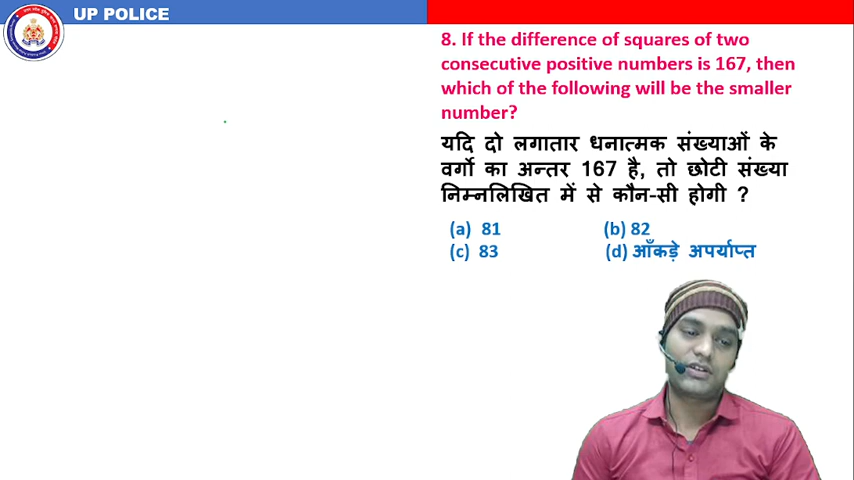 UP POLICE
8. If the difference of squares of two
consecutive positive numbers is 167, then
which of the following will be the smaller
number?
यदि दो लगातार धनात्मक संख्याओं के
वर्गो का अन्तर 167 है, तो छोटी संख्या
निम्नलिखित में से कौन-सी होगी ?
(a) 81 (b) 82
(c) 83 (d) आँकड़े अपर्याप्त